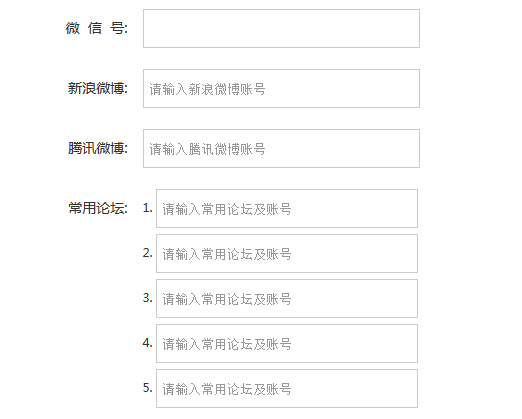 微 信 号:
新浪微博: 请输入新浪微博账号
腾讯微博: 请输入腾讯微博账号
常用论坛: 1. 请输入常用论坛及账号
2. 请输入常用论坛及账号
3. 请输入常用论坛及账号
4. 请输入常用论坛及账号
5. 请输入常用论坛及账号